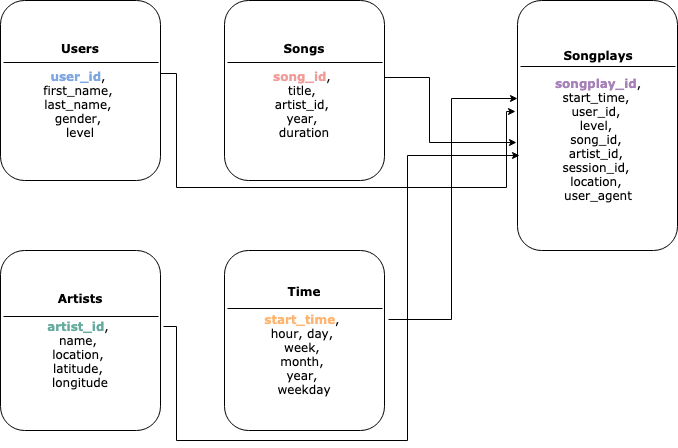 Users
user_id,
first_name,
last_name,
gender,
level
Songs
song_id,
title,
artist_id,
year,
duration
Songplays
songplay_id,
start_time,
user_id,
level,
song_id,
artist_id,
session_id,
location,
user_agent
Artists
artist_id,
name,
location,
latitude,
longitude
Time
start_time,
hour, day,
week,
month,
year,
weekday